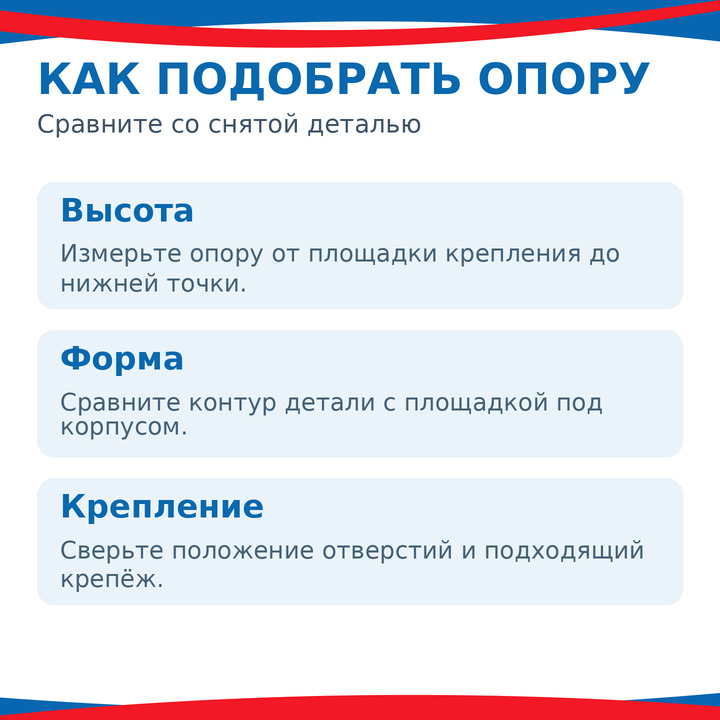 КАК ПОДОБРАТЬ ОПОРУ
Сравните со снятой деталью
Высота
Измерьте опору от площадки крепления до
нижней точки.
Форма
Сравните контур детали с площадкой под
корпусом.
Крепление
Сверьте положение отверстий и подходящий
крепёж.